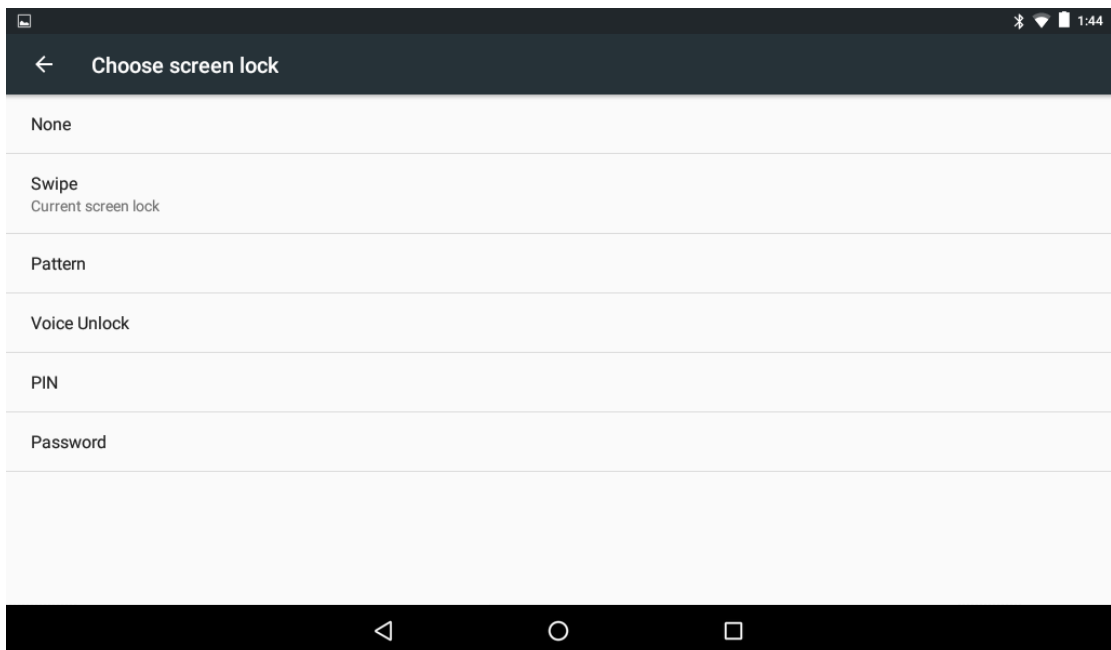 1:44
Choose screen lock
None
Swipe
Current screen lock
Pattern
Voice Unlock
PIN
Password